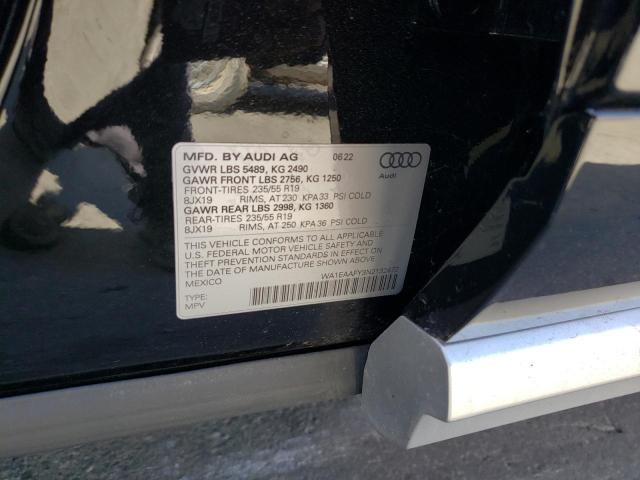 MFD. BY AUDI AG 06.22
GVWR LBS 5489, KG 2490
GAWR FRONT LBS 2756, KG 1250
FRONT-TIRES 235/55 R19
8JX19 RIMS, AT 230 KPA33 PSI COLD
GAWR REAR LBS 2998, KG 1360
REAR-TIRES 235/55 R19
8JX19 RIMS, AT 250 KPA36 PSI COLD
Audi
THIS VEHICLE CONFORMS TO ALL APPLICABLE
U.S. FEDERAL MOTOR VEHICLE SAFETY AND
THEFT PREVENTION STANDARDS IN EFFECT ON
THE DATE OF MANUFACTURE SHOWN ABOVE.
MEXICO
WA1EAAFY3N2132472
TYPE:
MPV